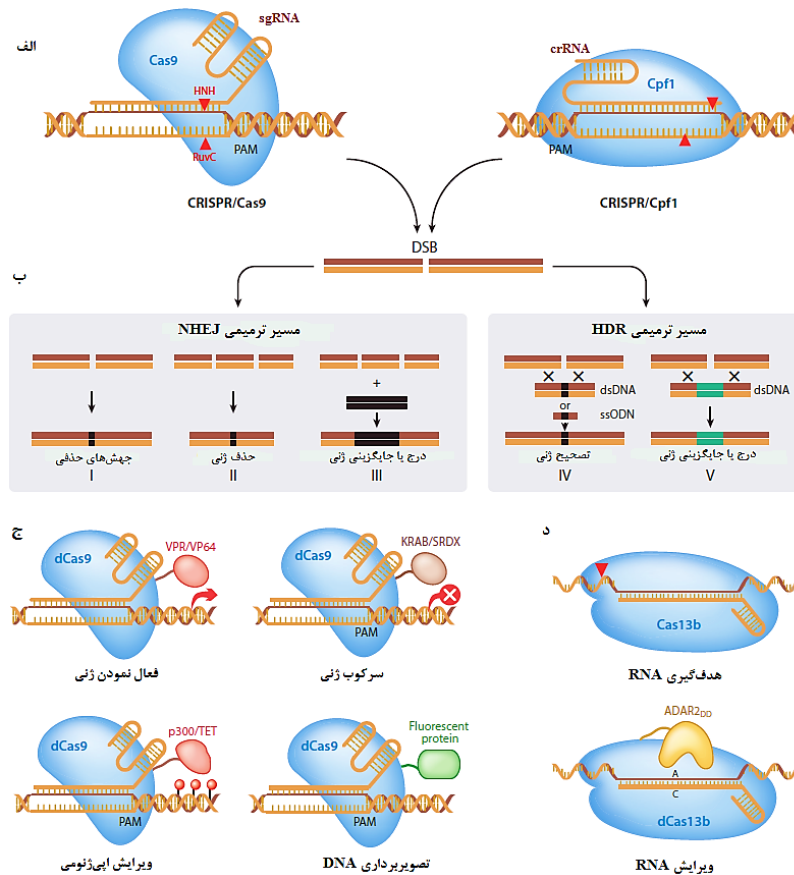 الف
sgRNA
Cas9
HNH
RuvC
PAM
CRISPR/Cas9
crRNA
Cpf1
PAM
CRISPR/Cpf1
DSB
ب
مسیر ترمیمی NHEJ
جهش‌های حذفی
I
حذف ژنی
II
+
درج یا جایگزینی ژنی
III
مسیر ترمیمی HDR
dsDNA
or
ssODN
تصحیح ژنی
IV
dsDNA
درج یا جایگزینی ژنی
V
ج
dCas9
VPR/VP64
فعال نمودن ژنی
dCas9
KRAB/SRDX
PAM
سرکوب ژنی
dCas9
p300/TET
PAM
ویرایش اپی‌ژنومی
dCas9
Fluorescent
protein
PAM
تصویربرداری DNA
د
Cas13b
هدف‌گیری RNA
ADAR2DD
A
C
dCas13b
ویرایش RNA